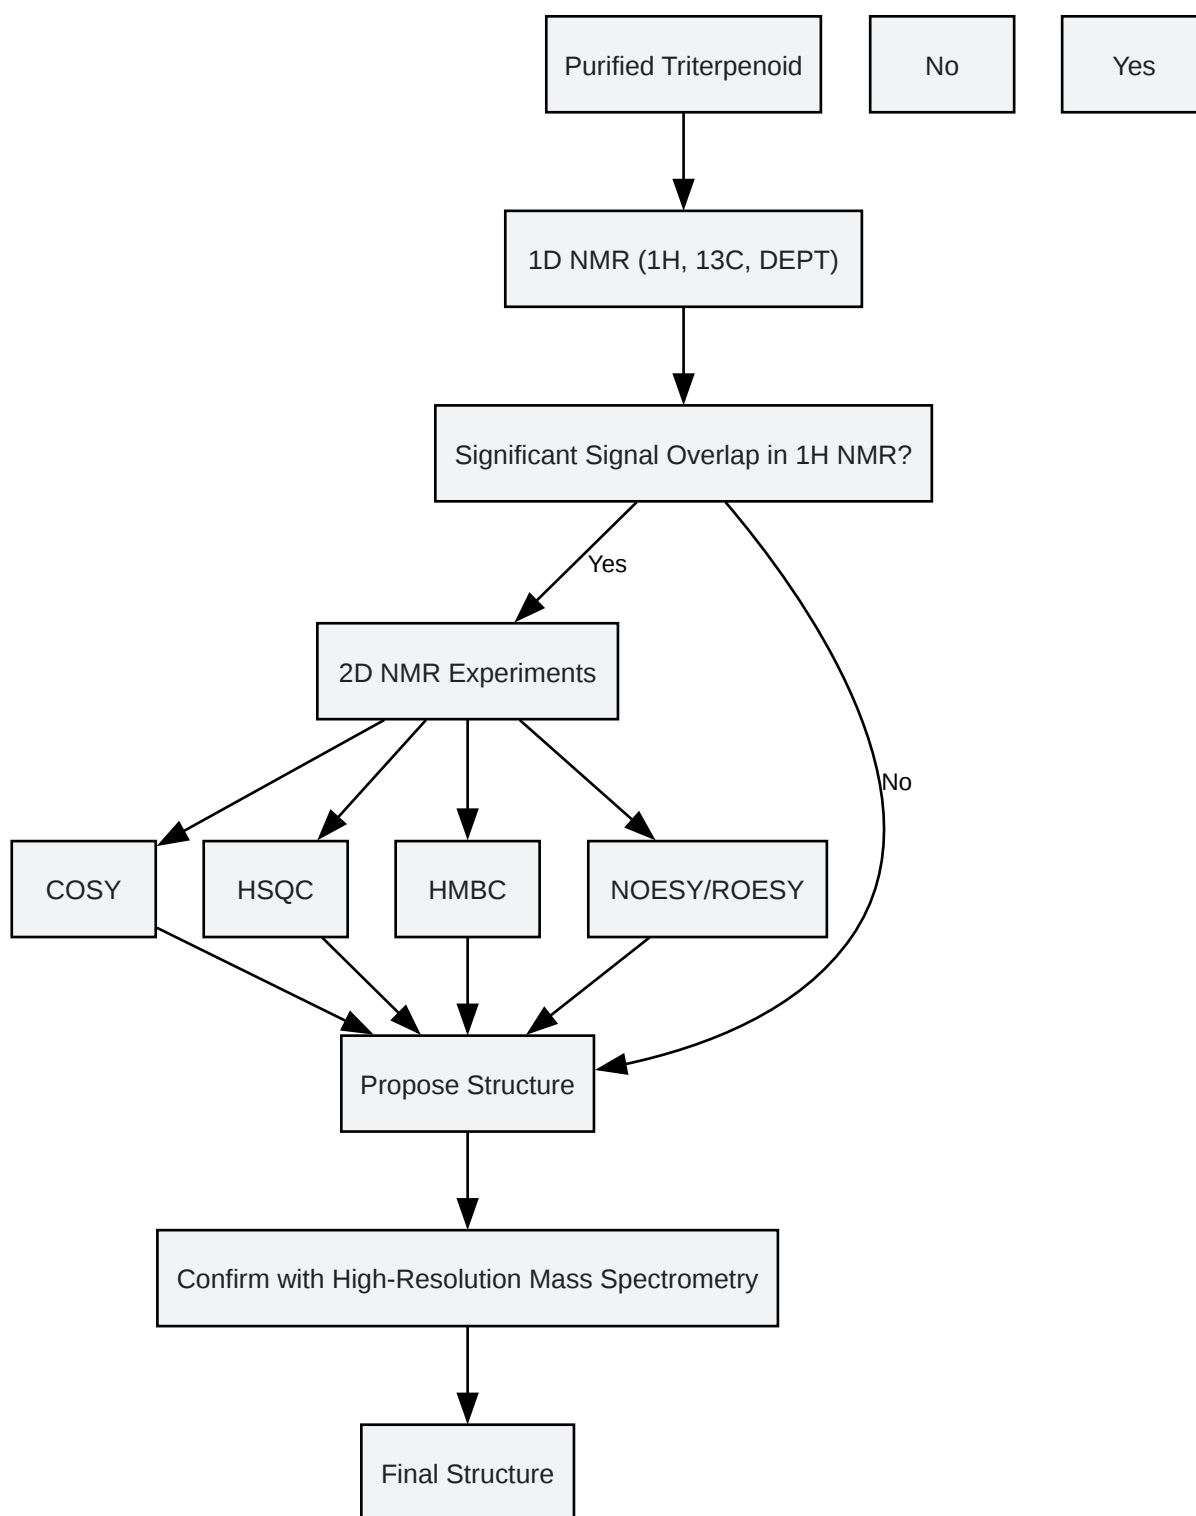 Purified Triterpenoid
No
Yes
1D NMR (1H, 13C, DEPT)
Significant Signal Overlap in 1H NMR?
Yes
2D NMR Experiments
No
COSY
HSQC
HMBC
NOESY/ROESY
Propose Structure
Confirm with High-Resolution Mass Spectrometry
Final Structure